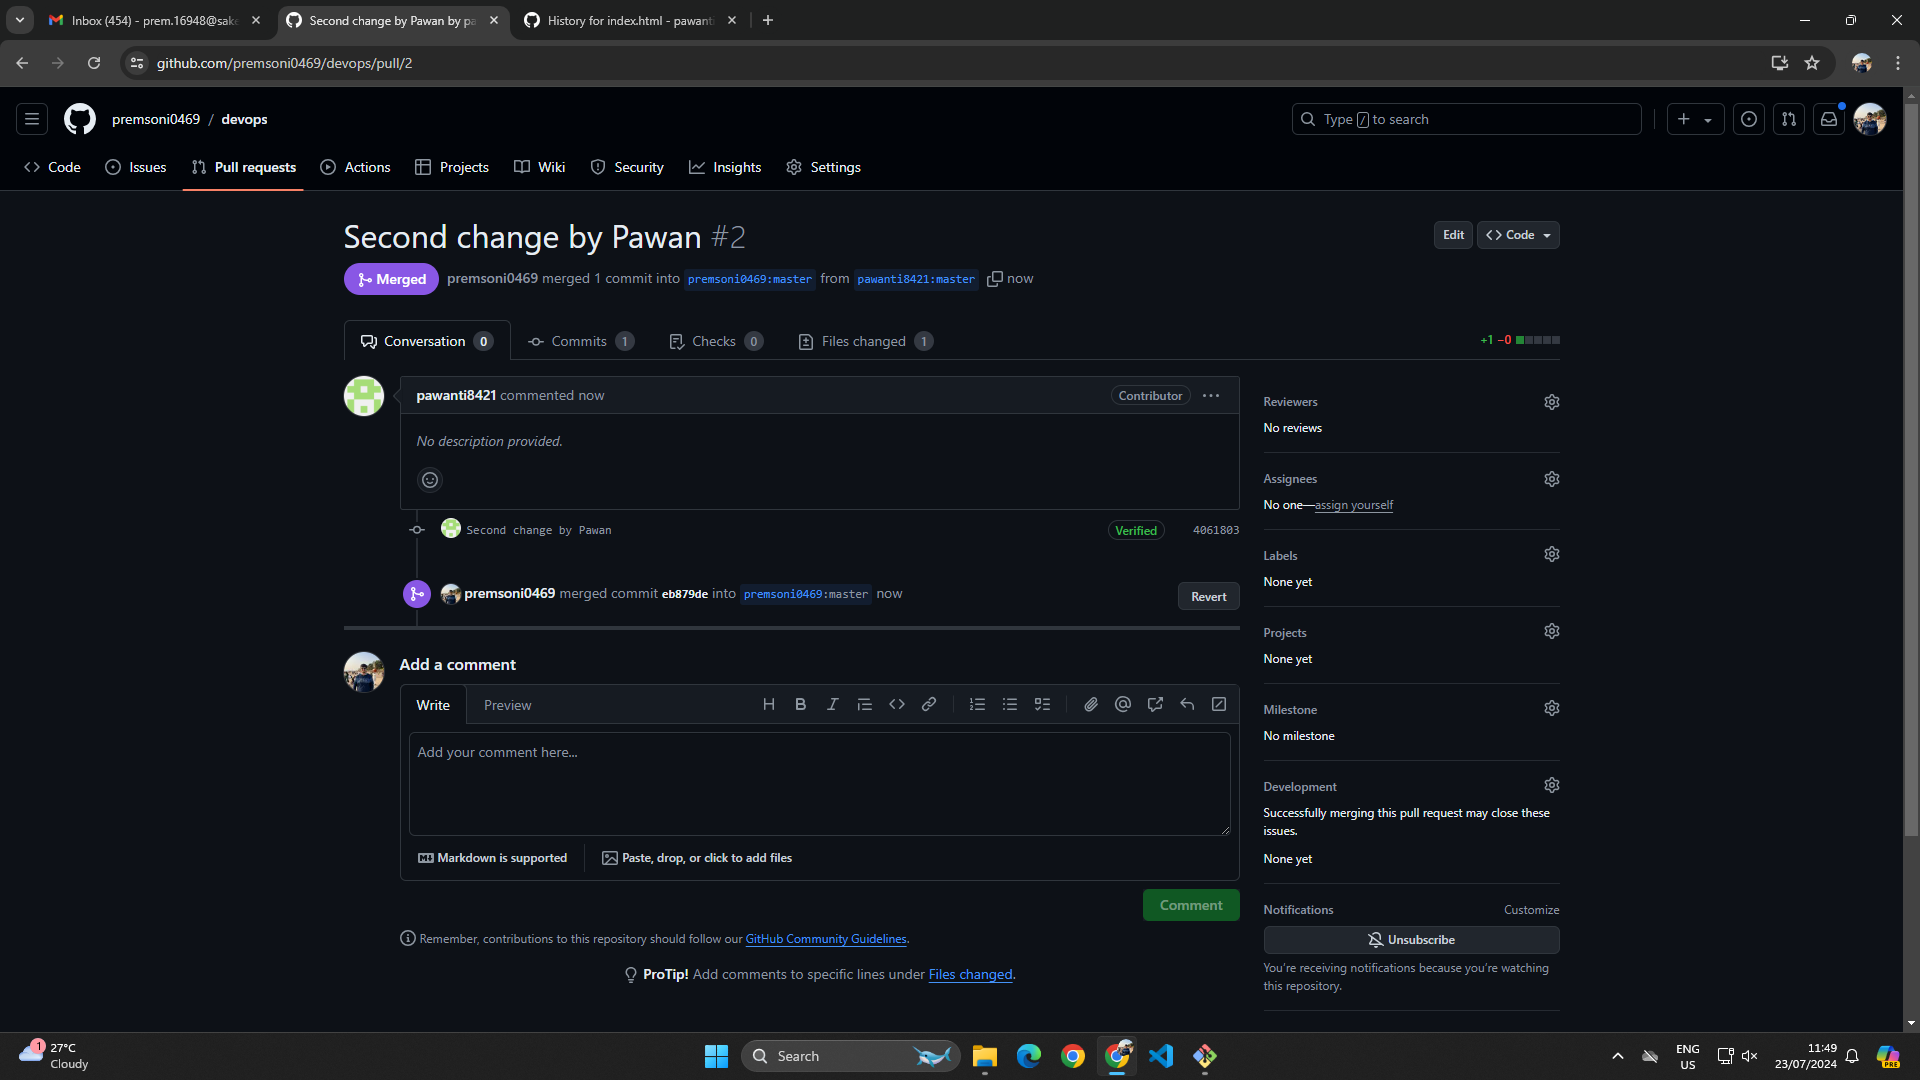 Inbox (454) - prem.16948@sake
Second change by Pawan by pa
History for index.html - pawanti
github.com/premsoni0469/devops/pull/2
premsoni0469 / devops
Type / to search
Code
Issues
Pull requests
Actions
Projects
Wiki
Security
Insights
Settings
Second change by Pawan #2
Edit
Code
Merged
premsoni0469 merged 1 commit into premsoni0469:master from pawanti8421:master now
Conversation 0
Commits 1
Checks 0
Files changed 1
+1 −0
pawanti8421 commented now
Contributor
No description provided.
Second change by Pawan
Verified
4061803
premsoni0469 merged commit eb879de into premsoni0469:master now
Revert
Add a comment
Write
Preview
Add your comment here...
Markdown is supported
Paste, drop, or click to add files
Comment
Remember, contributions to this repository should follow our GitHub Community Guidelines.
ProTip! Add comments to specific lines under Files changed.
Reviewers
No reviews
Assignees
No one—assign yourself
Labels
None yet
Projects
None yet
Milestone
No milestone
Development
Successfully merging this pull request may close these
issues.
None yet
Notifications
Customize
Unsubscribe
You're receiving notifications because you're watching
this repository.
1
27°C
Cloudy
Search
ENG
US
11:49
23/07/2024
PRE